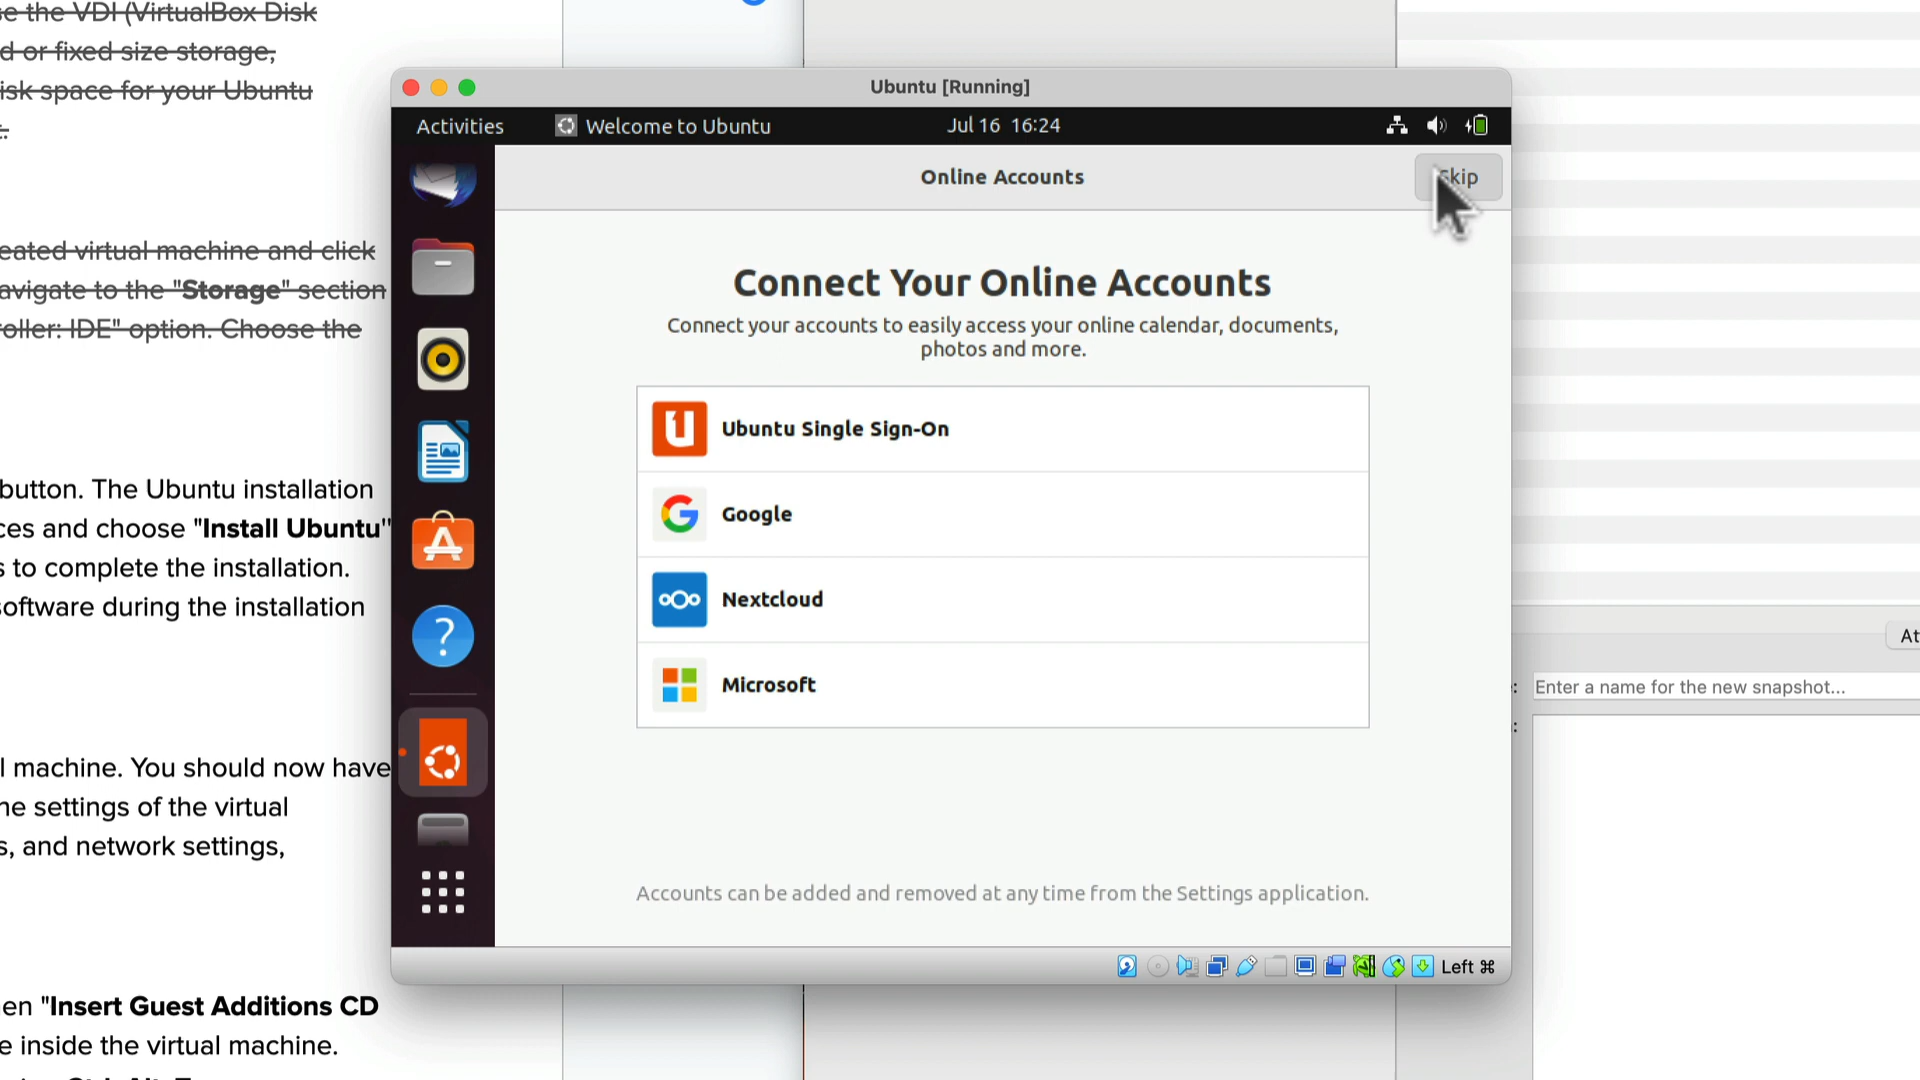 e the VDI (VirtualBox Disk
d or fixed size storage,
isk space for your Ubuntu
eated virtual machine and click
avigate to the "Storage" section
roller: IDE" option. Choose the
button. The Ubuntu installation
ces and choose "Install Ubuntu"
s to complete the installation.
software during the installation
l machine. You should now have
he settings of the virtual
s, and network settings,
en "Insert Guest Additions CD
e inside the virtual machine.
Ubuntu [Running]
Activities
Welcome to Ubuntu
Jul 16 16:24
Online Accounts
Skip
Connect Your Online Accounts
Connect your accounts to easily access your online calendar, documents,
photos and more.
Ubuntu Single Sign-On
Google
Nextcloud
Microsoft
Accounts can be added and removed at any time from the Settings application.
Left ⌘
At
Enter a name for the new snapshot...